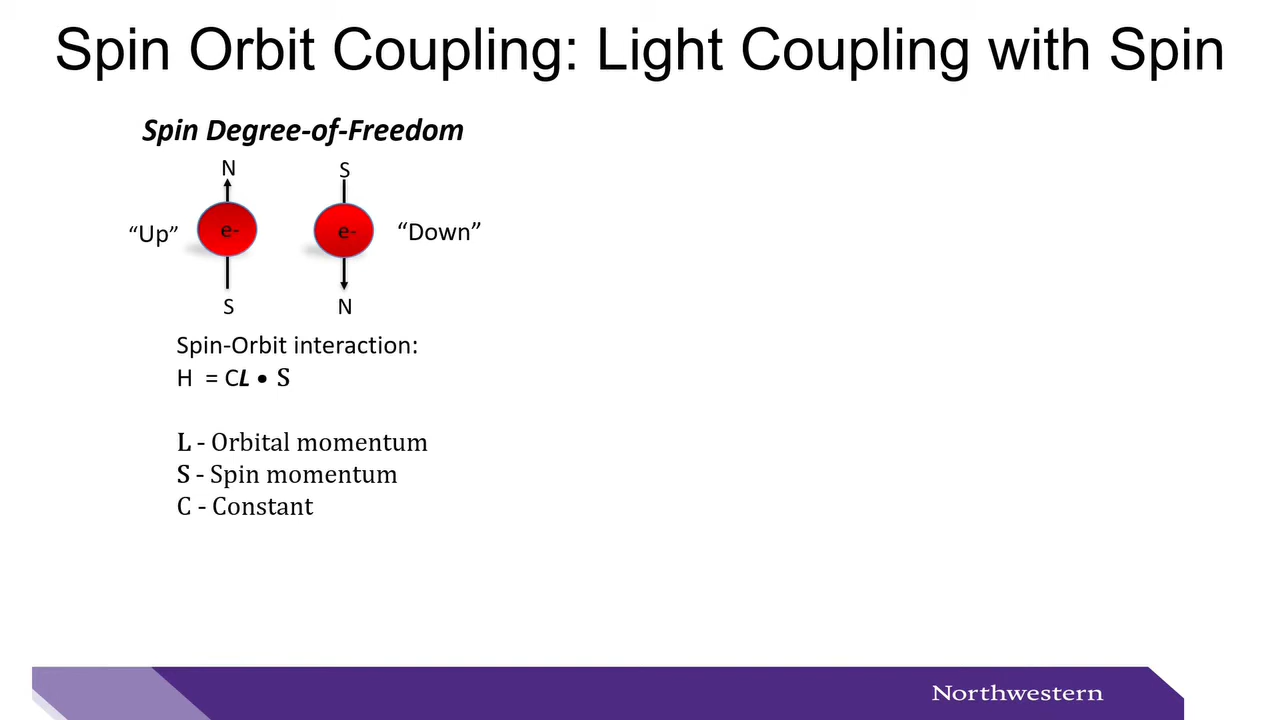 Spin Orbit Coupling: Light Coupling with Spin
Spin Degree-of-Freedom
N S
“Up” e- e- “Down”
S N
Spin-Orbit interaction:
H = CL • S
L - Orbital momentum
S - Spin momentum
C - Constant
Northwestern